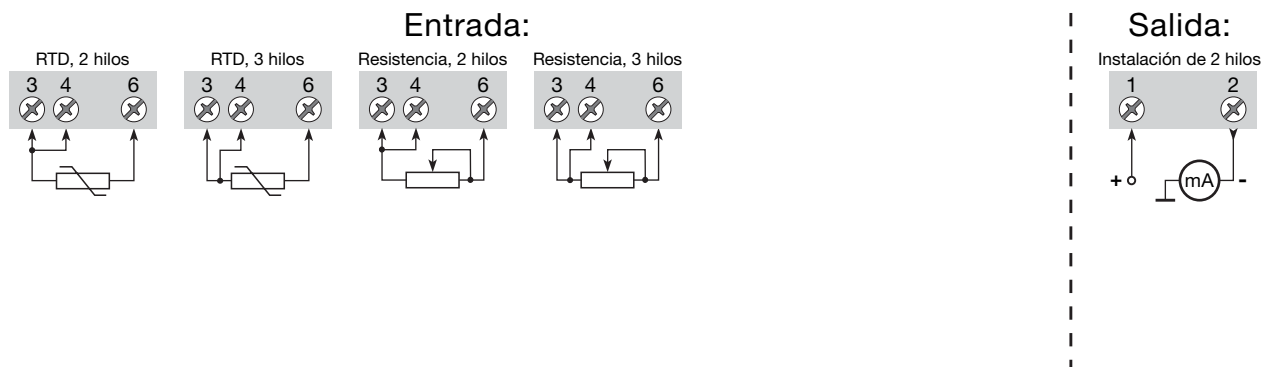 Entrada:
Salida:
RTD, 2 hilos
RTD, 3 hilos
Resistencia, 2 hilos
Resistencia, 3 hilos
Instalación de 2 hilos
3 4 6
3 4 6
3 4 6
3 4 6
1 2
+ mA -